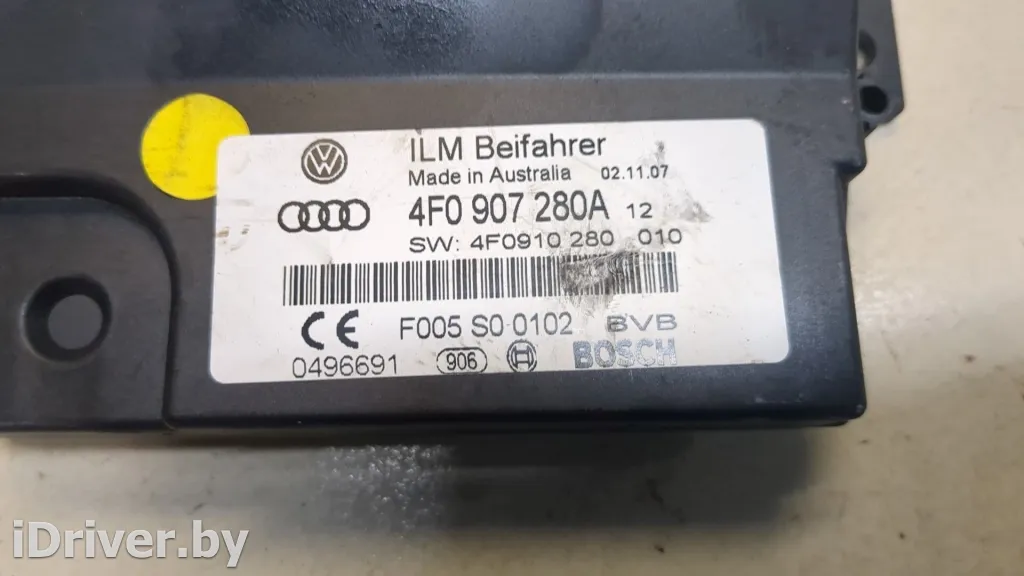 ILM Beifahrer
Made in Australia 02.11.07
4F0 907 280A 12
SW: 4F0910 280 010
F005 S0 0102 BVB
0496691 906 BOSCH
iDriver.by